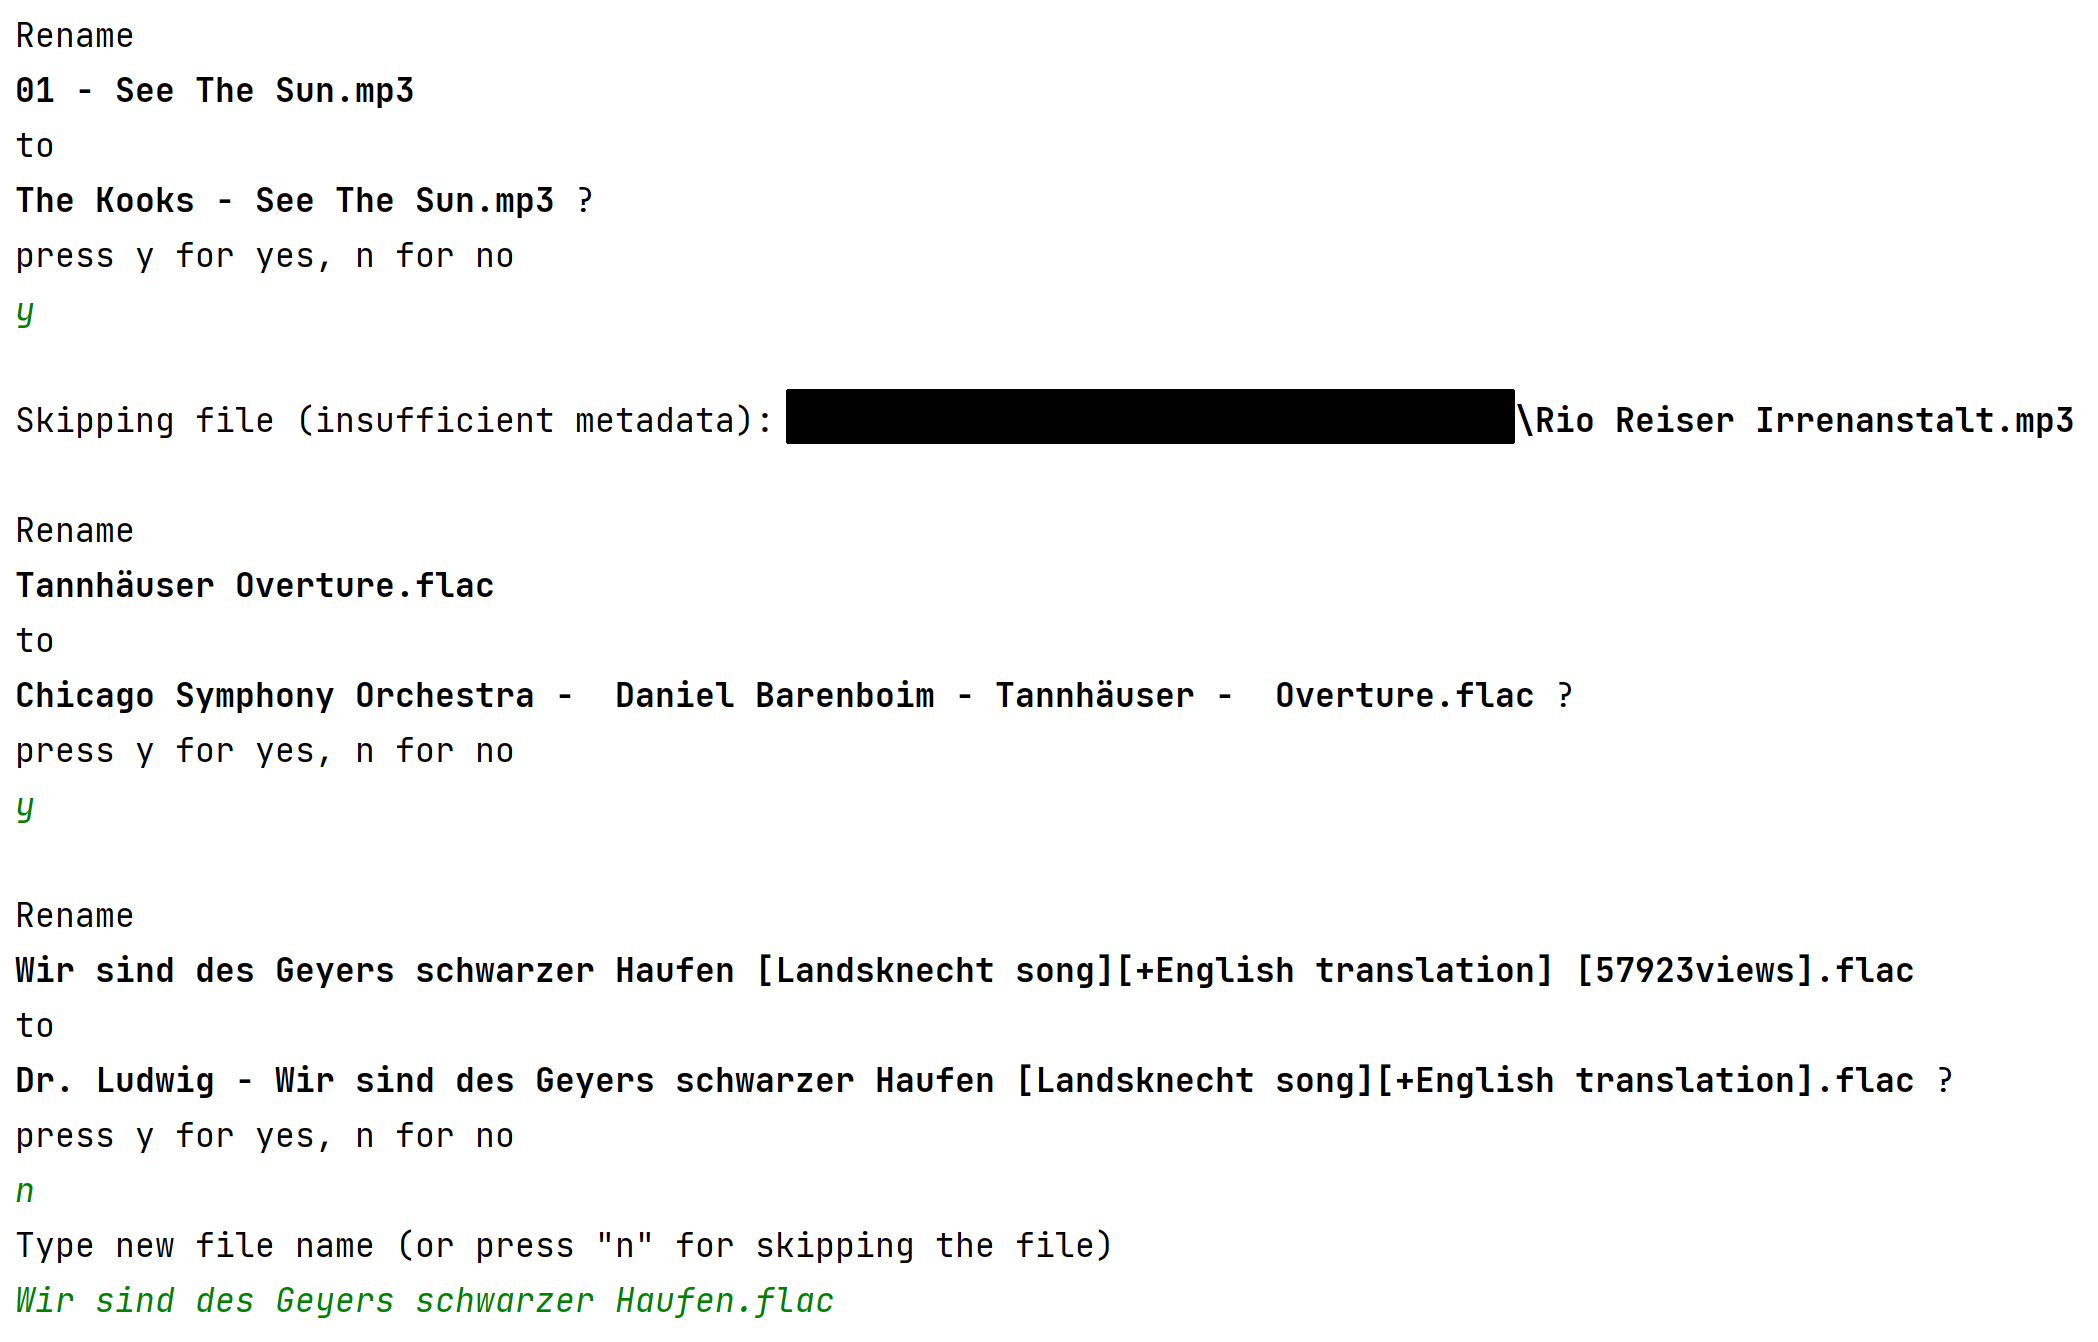 Rename
01 - See The Sun.mp3
to
The Kooks - See The Sun.mp3 ?
press y for yes, n for no
y
Skipping file (insufficient metadata): \Rio Reiser Irrenanstalt.mp3
Rename
Tannhäuser Overture.flac
to
Chicago Symphony Orchestra -  Daniel Barenboim - Tannhäuser -  Overture.flac ?
press y for yes, n for no
y
Rename
Wir sind des Geyers schwarzer Haufen [Landsknecht song][+English translation] [57923views].flac
to
Dr. Ludwig - Wir sind des Geyers schwarzer Haufen [Landsknecht song][+English translation].flac ?
press y for yes, n for no
n
Type new file name (or press "n" for skipping the file)
Wir sind des Geyers schwarzer Haufen.flac